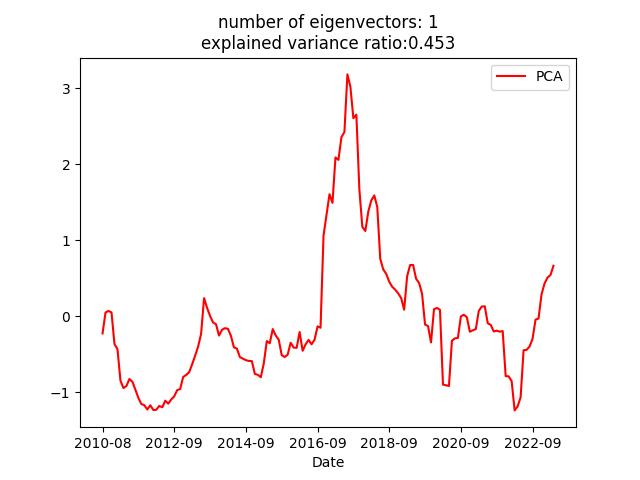 number of eigenvectors: 1
explained variance ratio:0.453
PCA
3
2
1
0
−1
2010-08 2012-09 2014-09 2016-09 2018-09 2020-09 2022-09
Date